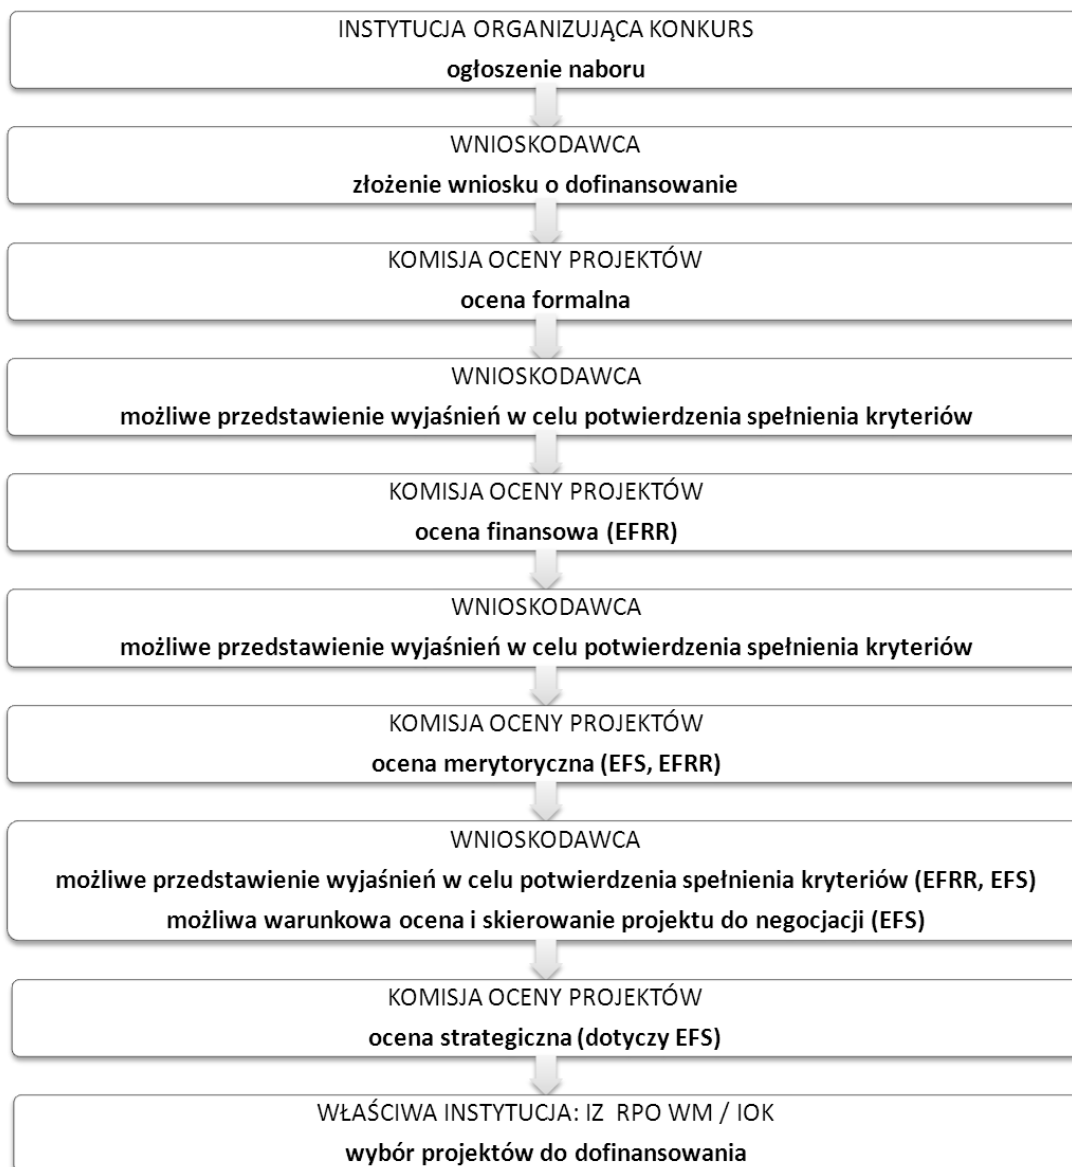 INSTYTUCJA ORGANIZUJĄCA KONKURS
ogłoszenie naboru
WNIOSKODAWCA
złożenie wniosku o dofinansowanie
KOMISJA OCENY PROJEKTÓW
ocena formalna
WNIOSKODAWCA
możliwe przedstawienie wyjaśnień w celu potwierdzenia spełnienia kryteriów
KOMISJA OCENY PROJEKTÓW
ocena finansowa (EFRR)
WNIOSKODAWCA
możliwe przedstawienie wyjaśnień w celu potwierdzenia spełnienia kryteriów
KOMISJA OCENY PROJEKTÓW
ocena merytoryczna (EFS, EFRR)
WNIOSKODAWCA
możliwe przedstawienie wyjaśnień w celu potwierdzenia spełnienia kryteriów (EFRR, EFS)
możliwa warunkowa ocena i skierowanie projektu do negocjacji (EFS)
KOMISJA OCENY PROJEKTÓW
ocena strategiczna (dotyczy EFS)
WŁAŚCIWA INSTYTUCJA: IZ RPO WM / IOK
wybór projektów do dofinansowania